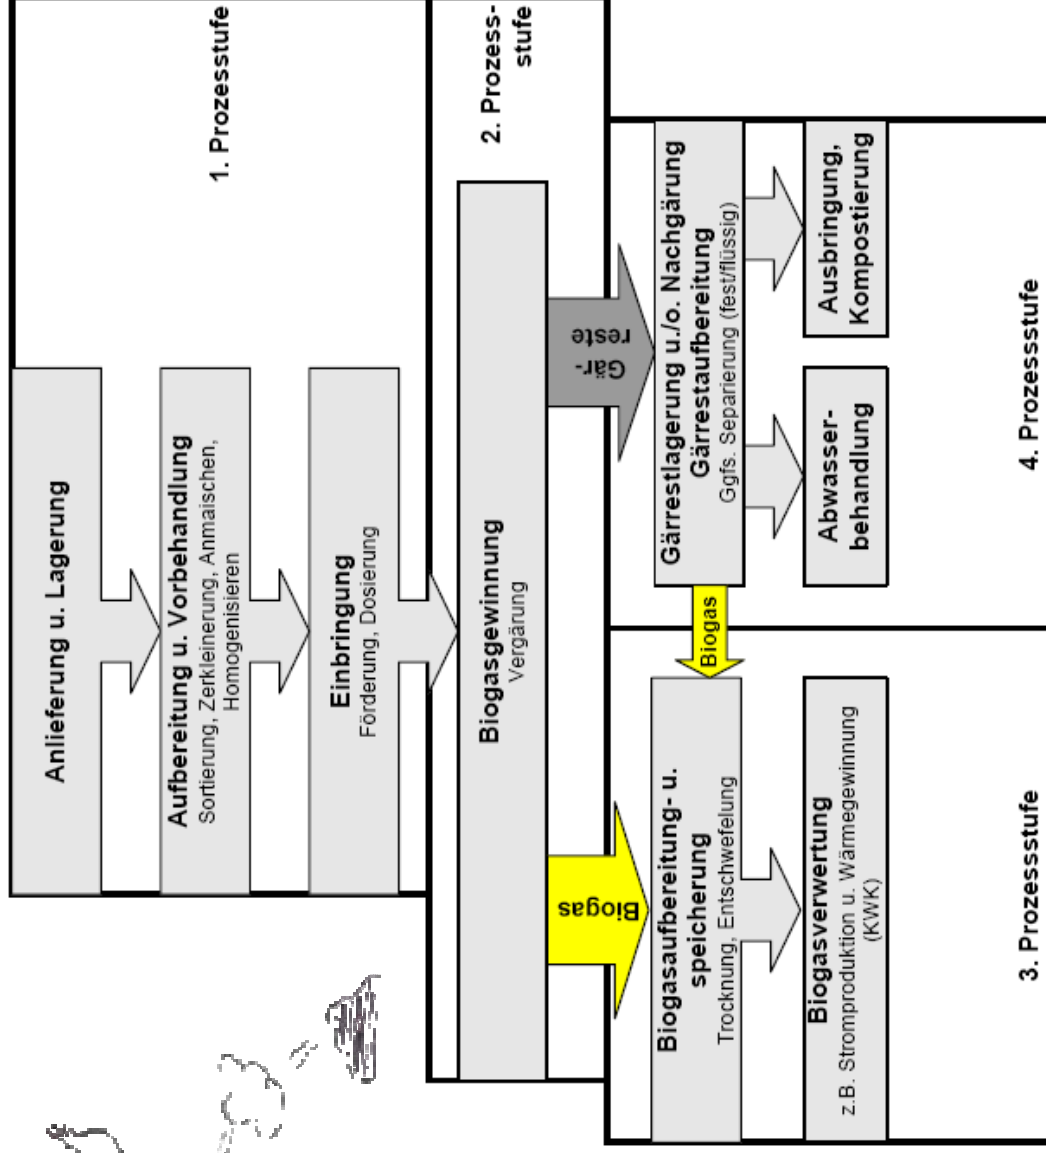 Anlieferung u. Lagerung
Aufbereitung u. Vorbehandlung
Sortierung, Zerkleinerung, Anmaischen,
Homogenisieren
Einbringung
Förderung, Dosierung
1. Prozesstufe
Biogasgewinnung
Vergärung
2. Prozess-
stufe
Biogas
Gär-
reste
Biogasaufbereitung- u.
speicherung
Trocknung, Entschwefelung
Biogas
Gärrestlagerung u./o. Nachgärung
Gärrestaufbereitung
Ggfs. Separierung (fest/flüssig)
Biogasverwertung
z.B. Stromproduktion u. Wärmegewinnung
(KWK)
Abwasser-
behandlung
Ausbringung,
Kompostierung
3. Prozessstufe
4. Prozessstufe